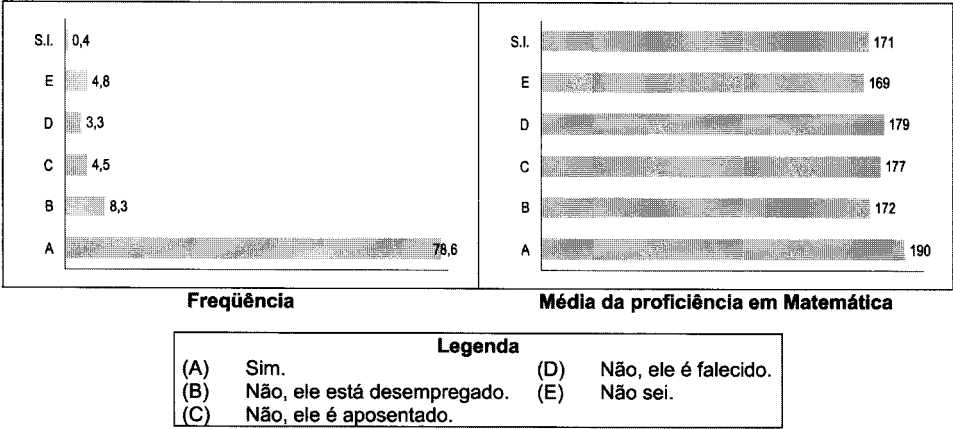 S.I. 0,4
E 4,8
D 3,3
C 4,5
B 8,3
A 78,6
Freqüência
S.I. 171
E 169
D 179
C 177
B 172
A 190
Média da proficiência em Matemática
Legenda
(A) Sim.
(B) Não, ele está desempregado.
(C) Não, ele é aposentado.
(D) Não, ele é falecido.
(E) Não sei.